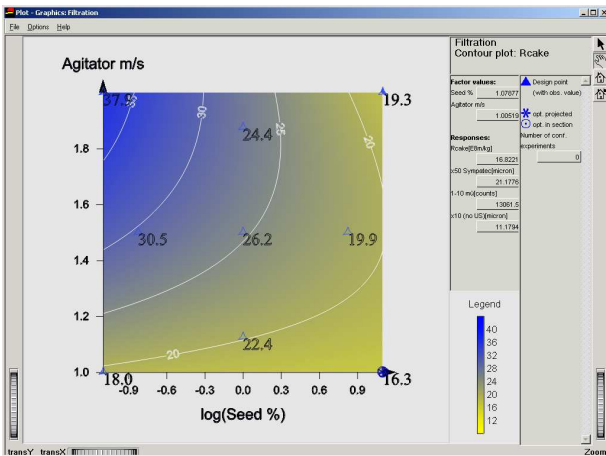 Plot - Graphics: Filtration
File Options Help
Agitator m/s
37.9
35
30
25
20
19.3
24.4
1.8
1.6
30.5
26.2
19.9
1.4
1.2
22.4
20
1.0
18.0
16.3
-0.9 -0.6 -0.3 0.0 0.3 0.6 0.9
log(Seed %)
Filtration
Contour plot: Rcake
Factor values:
Seed % 1.07877
Agitator m/s
1.00519
Responses:
Rcake[E8m/kg]
16.8221
x50 Sympatec[micron]
21.1776
1-10 mü[counts]
13061.5
x10 (no US)[micron]
11.1794
Design point
(with obs. value)
opt. projected
opt. in section
Number of conf.
experiments
0
Legend
40
36
32
28
24
20
16
12
transY transX
Zoom